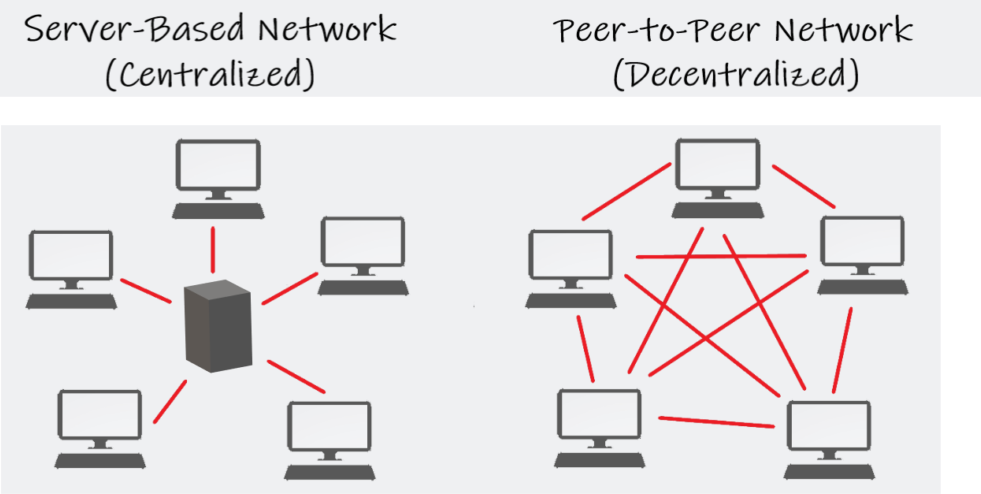 Server-Based Network
(Centralized)
Peer-to-Peer Network
(Decentralized)